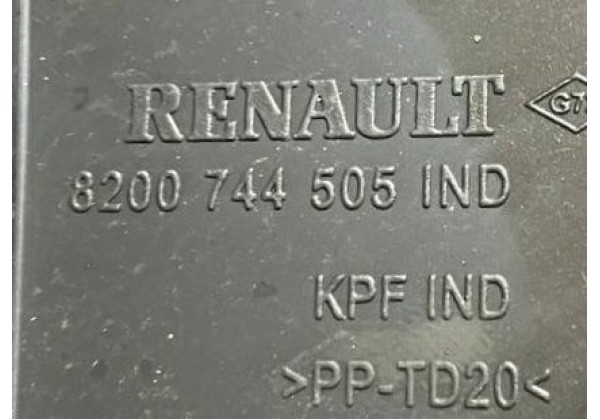 RENAULT
8200 744 505 IND
KPF IND
>PP-TD20<